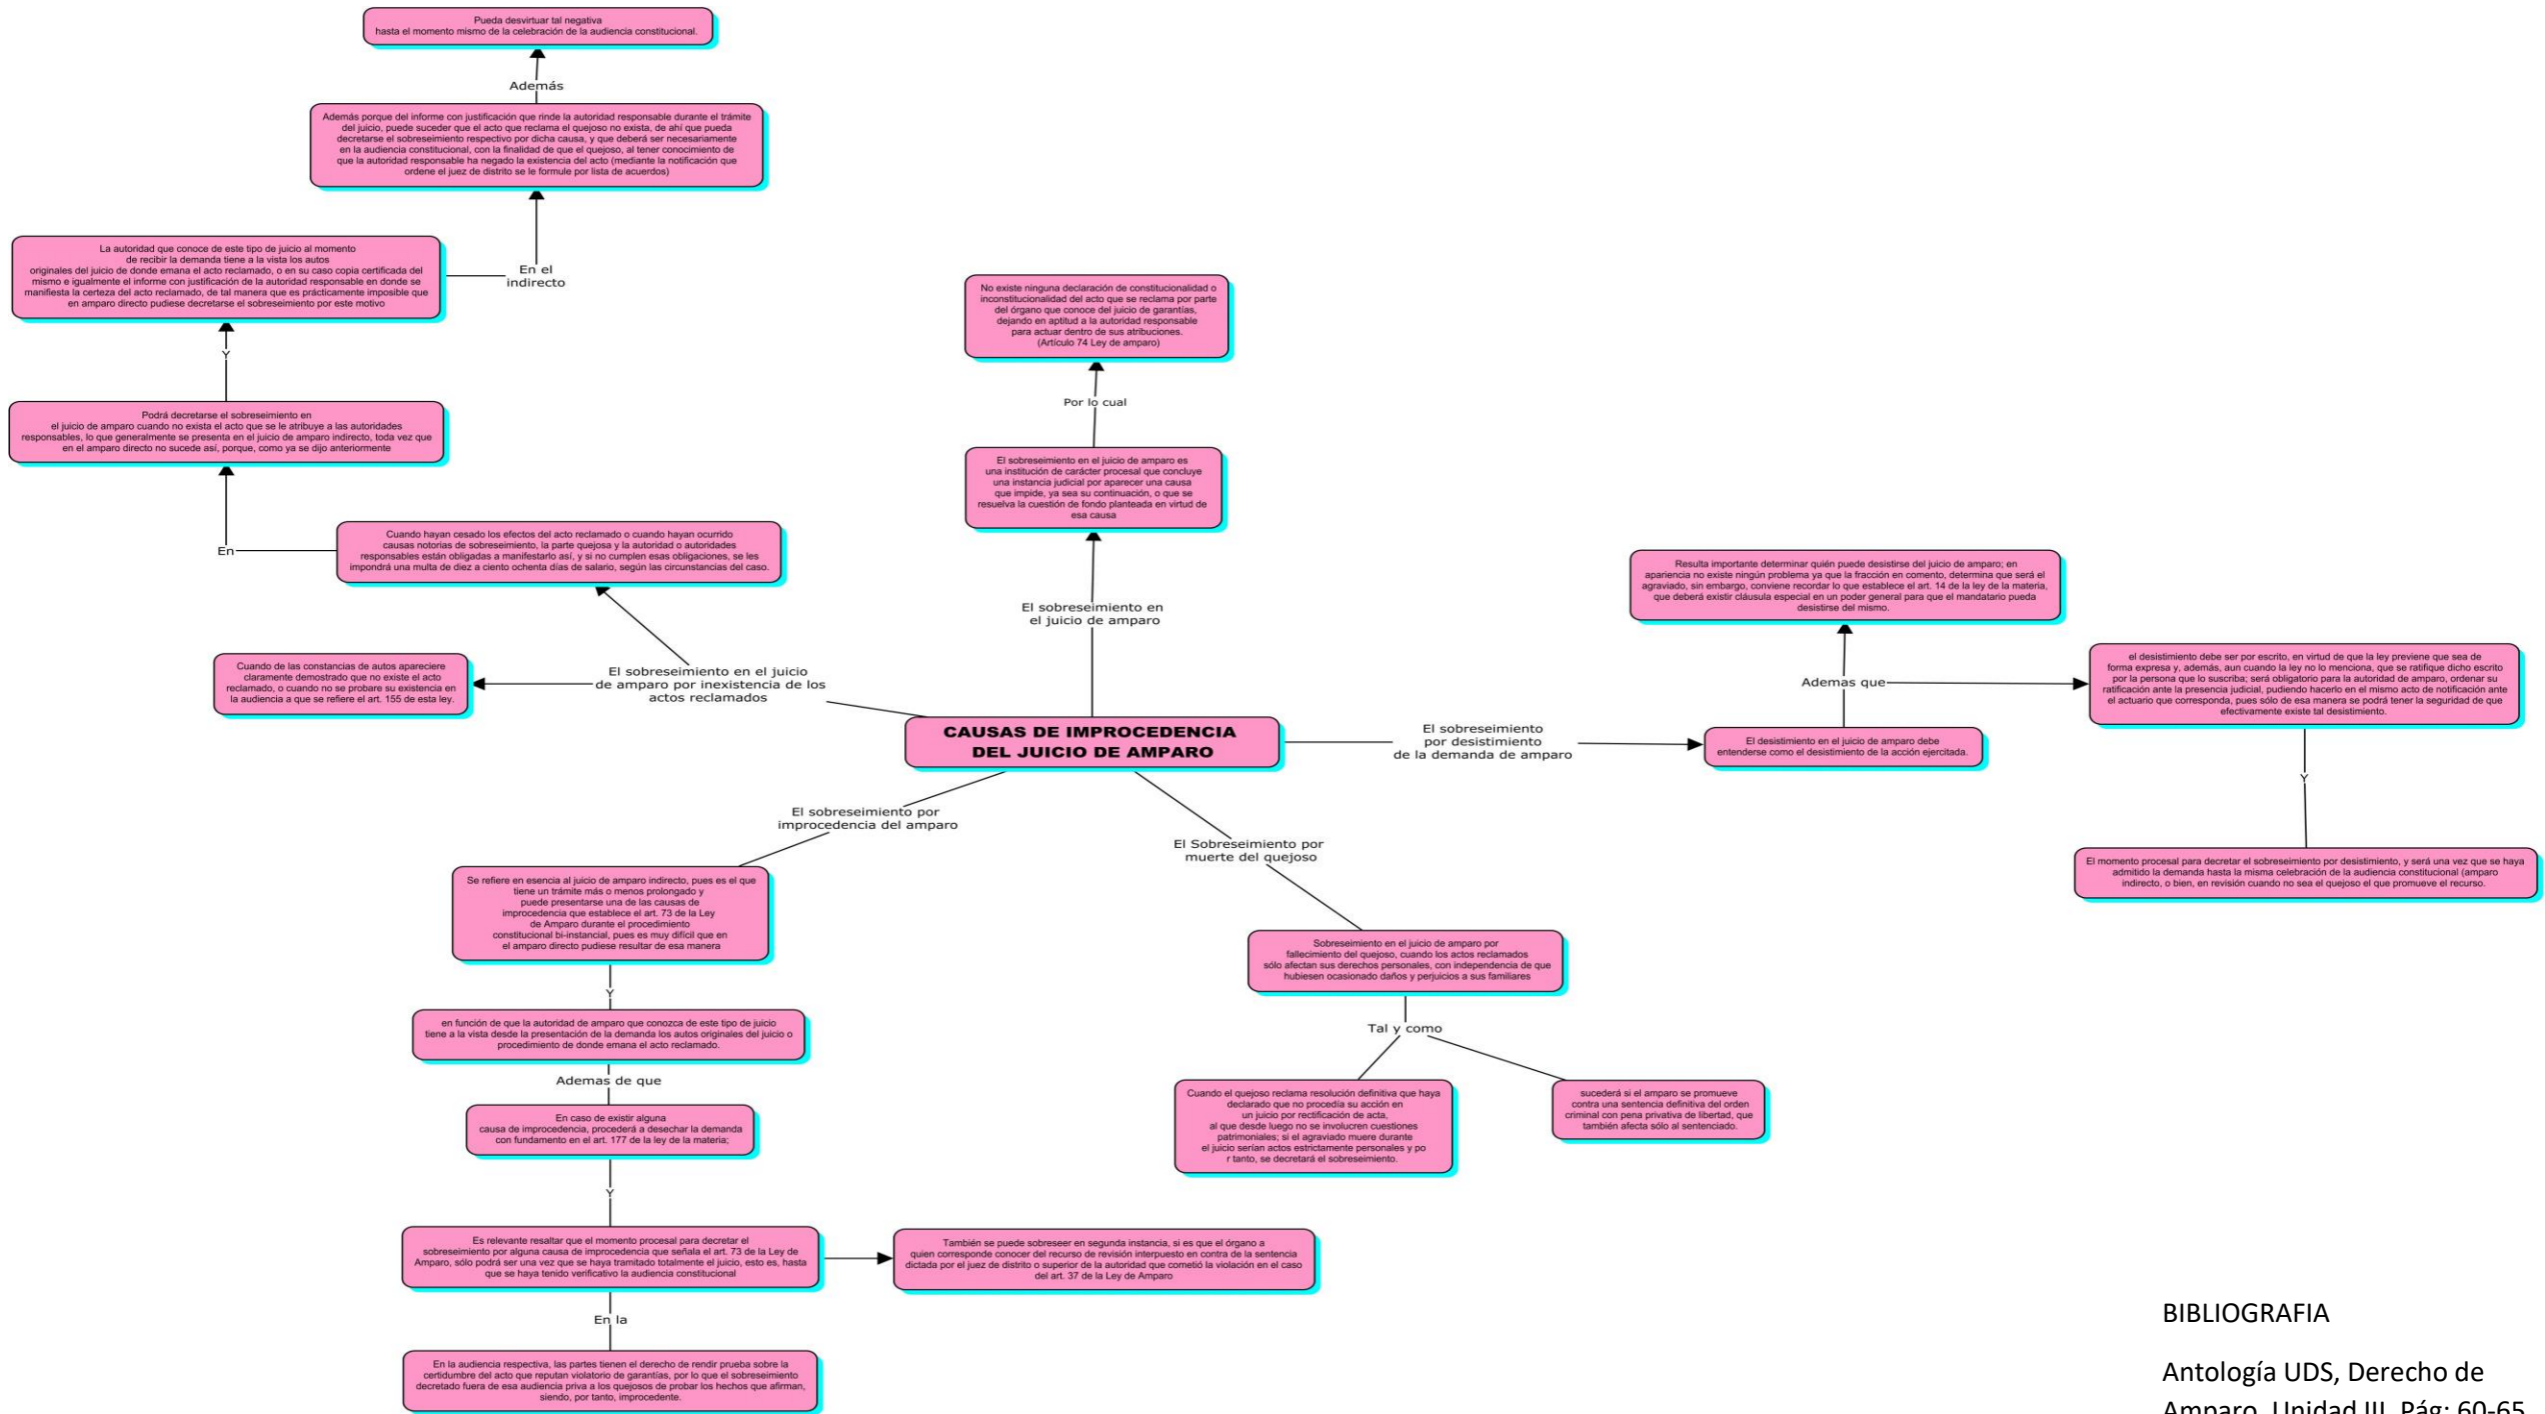 Pueda desvirtuar tal negativa
hasta el momento mismo de la celebración de la audiencia constitucional.
Además
Además porque del informe con justificación que rinde la autoridad responsable durante el trámite
del juicio, puede suceder que el acto que reclama el quejoso no exista, de ahí que pueda
decretarse el sobreseimiento respectivo por dicha causa, y que deberá ser necesariamente
en la audiencia constitucional, con la finalidad de que el quejoso, al tener conocimiento de
que la autoridad responsable ha negado la existencia del acto (mediante la notificación que
ordene el juez de distrito se le formule por lista de acuerdos)
En el
indirecto
La autoridad que conoce de este tipo de juicio al momento
de recibir la demanda tiene a la vista los autos
originales del juicio de donde emana el acto reclamado, o en su caso copia certificada del
mismo e igualmente el informe con justificación de la autoridad responsable en donde se
manifiesta la certeza del acto reclamado, de tal manera que es prácticamente imposible que
en amparo directo pudiese decretarse el sobreseimiento por este motivo
Y
Podrá decretarse el sobreseimiento en
el juicio de amparo cuando no exista el acto que se le atribuye a las autoridades
responsables, lo que generalmente se presenta en el juicio de amparo indirecto, toda vez que
en el amparo directo no sucede así, porque, como ya se dijo anteriormente
En
Cuando hayan cesado los efectos del acto reclamado o cuando hayan ocurrido
causas notorias de sobreseimiento, la parte quejosa y la autoridad o autoridades
responsables están obligadas a manifestarlo así, y si no cumplen esas obligaciones, se les
impondrá una multa de diez a ciento ochenta días de salario, según las circunstancias del caso.
Cuando de las constancias de autos apareciere
claramente demostrado que no existe el acto
reclamado, o cuando no se probare su existencia en
la audiencia a que se refiere el art. 155 de esta ley.
El sobreseimiento en el juicio
de amparo por inexistencia de los
actos reclamados
No existe ninguna declaración de constitucionalidad o
inconstitucionalidad del acto que se reclama por parte
del órgano que conoce del juicio de garantías,
dejando en aptitud a la autoridad responsable
para actuar dentro de sus atribuciones.
(Artículo 74 Ley de amparo)
Por lo cual
El sobreseimiento en el juicio de amparo es
una institución de carácter procesal que concluye
una instancia judicial por aparecer una causa
que impide, ya sea su continuación, o que se
resuelva la cuestión de fondo planteada en virtud de
esa causa
El sobreseimiento en
el juicio de amparo
CAUSAS DE IMPROCEDENCIA
DEL JUICIO DE AMPARO
El sobreseimiento
por desistimiento
de la demanda de amparo
El desistimiento en el juicio de amparo debe
entenderse como el desistimiento de la acción ejercitada.
Ademas que
Resulta importante determinar quién puede desistirse del juicio de amparo; en
apariencia no existe ningún problema ya que la fracción en comento, determina que será el
agraviado, sin embargo, conviene recordar lo que establece el art. 14 de la ley de la materia,
que deberá existir cláusula especial en un poder general para que el mandatario pueda
desistirse del mismo.
el desistimiento debe ser por escrito, en virtud de que la ley previene que sea de
forma expresa y, además, aun cuando la ley no lo menciona, que se ratifique dicho escrito
por la persona que lo suscriba; será obligatorio para la autoridad de amparo, ordenar su
ratificación ante la presencia judicial, pudiendo hacerlo en el mismo acto de notificación ante
el actuario que corresponda, pues sólo de esa manera se podrá tener la seguridad de que
efectivamente existe tal desistimiento.
Y
El momento procesal para decretar el sobreseimiento por desistimiento, y será una vez que se haya
admitido la demanda hasta la misma celebración de la audiencia constitucional (amparo
indirecto, o bien, en revisión cuando no sea el quejoso el que promueve el recurso.
El sobreseimiento por
improcedencia del amparo
Se refiere en esencia al juicio de amparo indirecto, pues es el que
tiene un trámite más o menos prolongado y
puede presentarse una de las causas de
improcedencia que establece el art. 73 de la Ley
de Amparo durante el procedimiento
constitucional bi-instancial, pues es muy difícil que en
el amparo directo pudiese resultar de esa manera
Y
en función de que la autoridad de amparo que conozca de este tipo de juicio
tiene a la vista desde la presentación de la demanda los autos originales del juicio o
procedimiento de donde emana el acto reclamado.
Ademas de que
En caso de existir alguna
causa de improcedencia, procederá a desechar la demanda
con fundamento en el art. 177 de la ley de la materia;
Y
Es relevante resaltar que el momento procesal para decretar el
sobreseimiento por alguna causa de improcedencia que señala el art. 73 de la Ley de
Amparo, sólo podrá ser una vez que se haya tramitado totalmente el juicio, esto es, hasta
que se haya tenido verificativo la audiencia constitucional
También se puede sobreseer en segunda instancia, si es que el órgano a
quien corresponde conocer del recurso de revisión interpuesto en contra de la sentencia
dictada por el juez de distrito o superior de la autoridad que cometió la violación en el caso
del art. 37 de la Ley de Amparo
En la
En la audiencia respectiva, las partes tienen el derecho de rendir prueba sobre la
certidumbre del acto que reputan violatorio de garantías, por lo que el sobreseimiento
decretado fuera de esa audiencia priva a los quejosos de probar los hechos que afirman,
siendo, por tanto, improcedente.
El Sobreseimiento por
muerte del quejoso
Sobreseimiento en el juicio de amparo por
fallecimiento del quejoso, cuando los actos reclamados
sólo afectan sus derechos personales, con independencia de que
hubiesen ocasionado daños y perjuicios a sus familiares
Tal y como
Cuando el quejoso reclama resolución definitiva que haya
declarado que no procedía su acción en
un juicio por rectificación de acta,
al que desde luego no se involucren cuestiones
patrimoniales; si el agraviado muere durante
el juicio serían actos estrictamente personales y po
r tanto, se decretará el sobreseimiento.
sucederá si el amparo se promueve
contra una sentencia definitiva del orden
criminal con pena privativa de libertad, que
también afecta sólo al sentenciado.
BIBLIOGRAFIA
Antología UDS, Derecho de
Amparo, Unidad III, Pág: 60-65